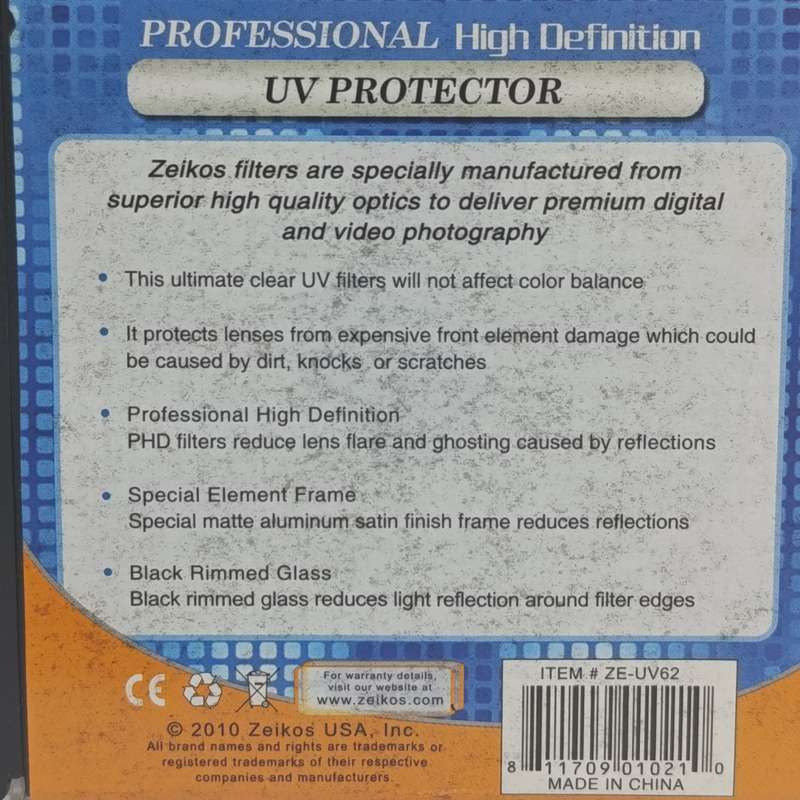 PROFESSIONAL High Definition
UV PROTECTOR
Zeikos filters are specially manufactured from
superior high quality optics to deliver premium digital
and video photography
• This ultimate clear UV filters will not affect color balance
• It protects lenses from expensive front element damage which could
be caused by dirt, knocks or scratches
• Professional High Definition
PHD filters reduce lens flare and ghosting caused by reflections
• Special Element Frame
Special matte aluminum satin finish frame reduces reflections
• Black Rimmed Glass
Black rimmed glass reduces light reflection around filter edges
CE
For warranty details,
visit our website at
www.zeikos.com
© 2010 Zeikos USA, Inc.
All brand names and rights are trademarks or
registered trademarks of their respective
companies and manufacturers.
ITEM # ZE-UV62
8 11709 01021 0
MADE IN CHINA